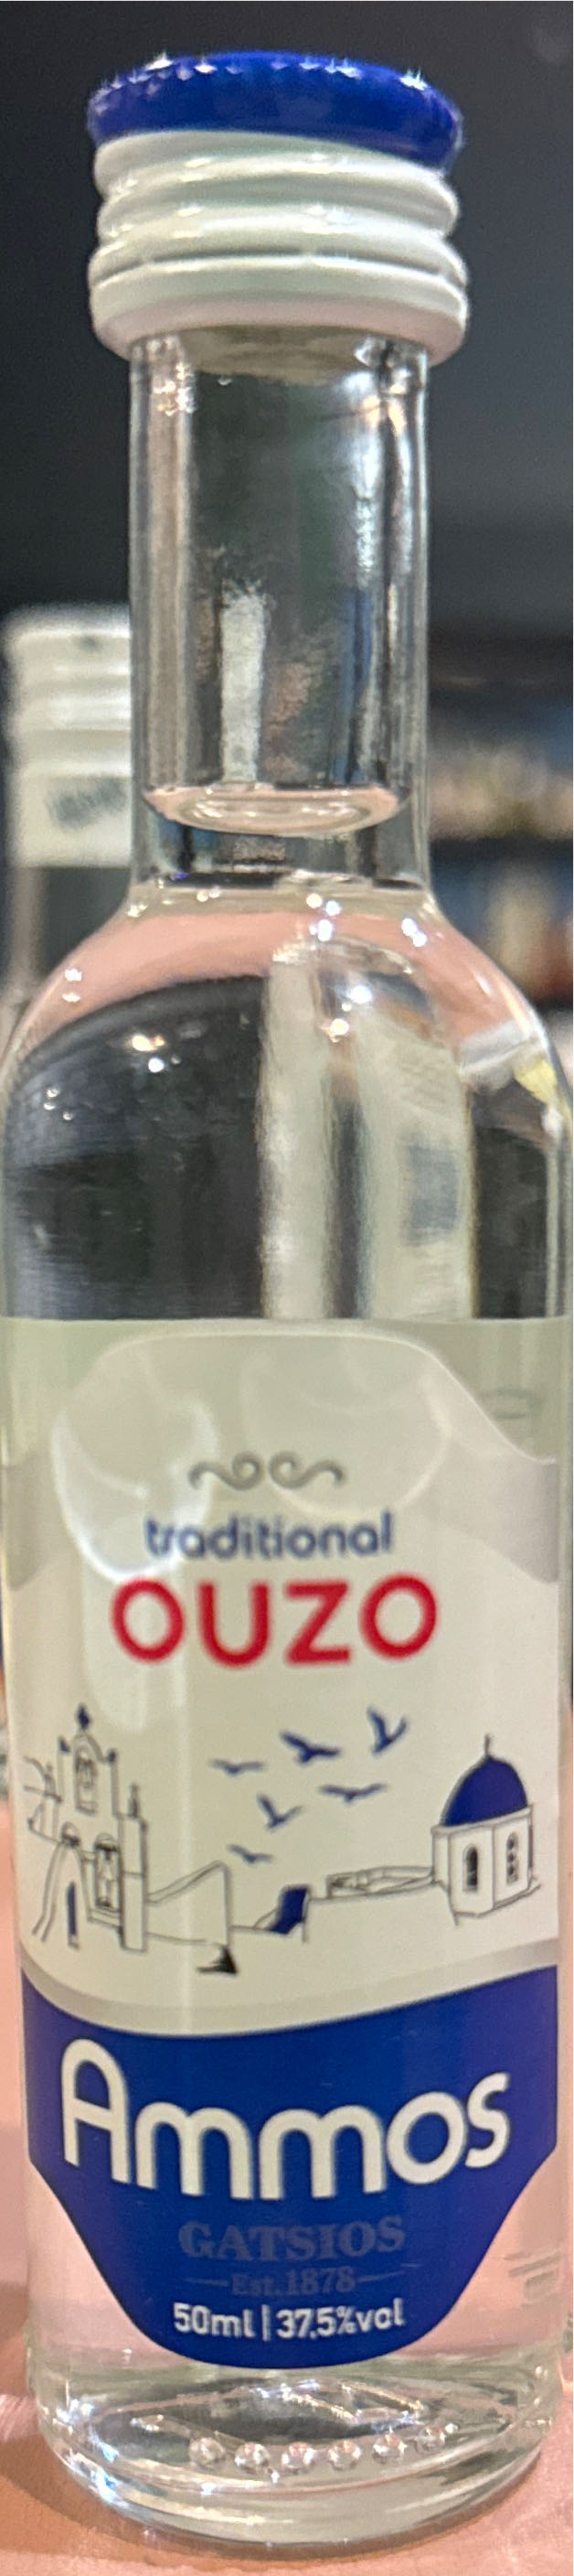 traditional
OUZO
Ammos
GATSIOS
Est.1878
50ml | 37,5%vol